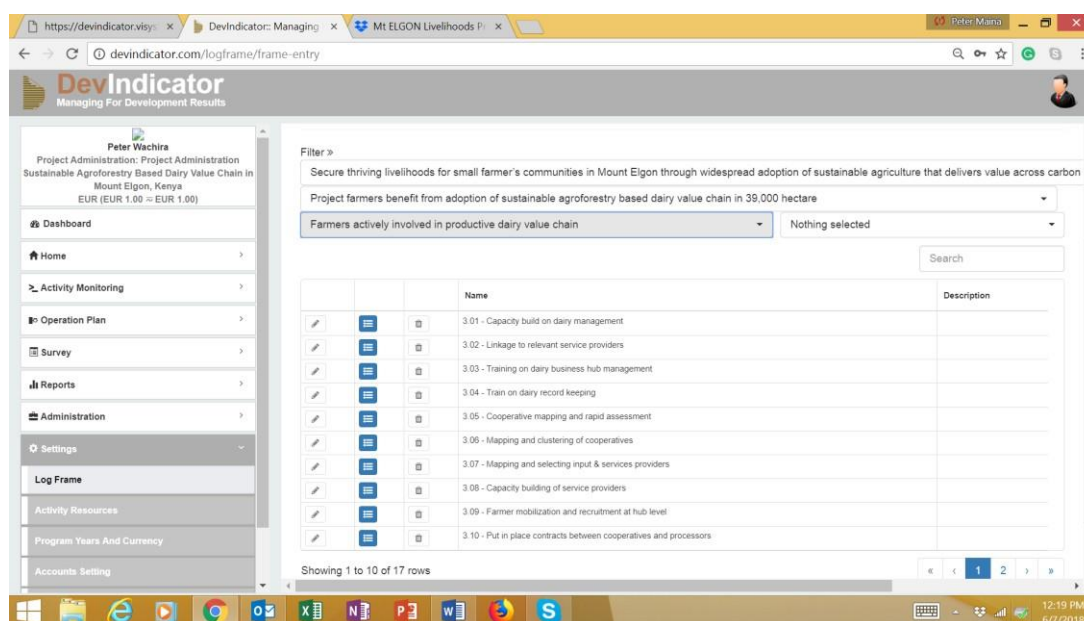 https://devindicator.visys
DevIndicator:: Managing
Mt ELGON Livelihoods Pr
Peter Maina
devindicator.com/logframe/frame-entry
DevIndicator
Managing For Development Results
Peter Wachira
Project Administration: Project Administration
Sustainable Agroforestry Based Dairy Value Chain in
Mount Elgon, Kenya
EUR (EUR 1.00 = EUR 1.00)
Dashboard
Home
Activity Monitoring
Operation Plan
Survey
Reports
Administration
Settings
Log Frame
Activity Resources
Program Years And Currency
Accounts Setting
Filter »
Secure thriving livelihoods for small farmer's communities in Mount Elgon through widespread adoption of sustainable agriculture that delivers value across carbon
Project farmers benefit from adoption of sustainable agroforestry based dairy value chain in 39,000 hectare
Farmers actively involved in productive dairy value chain
Nothing selected
Search
Name Description
3.01 - Capacity build on dairy management
3.02 - Linkage to relevant service providers
3.03 - Training on dairy business hub management
3.04 - Train on dairy record keeping
3.05 - Cooperative mapping and rapid assessment
3.06 - Mapping and clustering of cooperatives
3.07 - Mapping and selecting input & services providers
3.08 - Capacity building of service providers
3.09 - Farmer mobilization and recruitment at hub level
3.10 - Put in place contracts between cooperatives and processors
Showing 1 to 10 of 17 rows
« ‹ 1 2 › »
12:19 PM